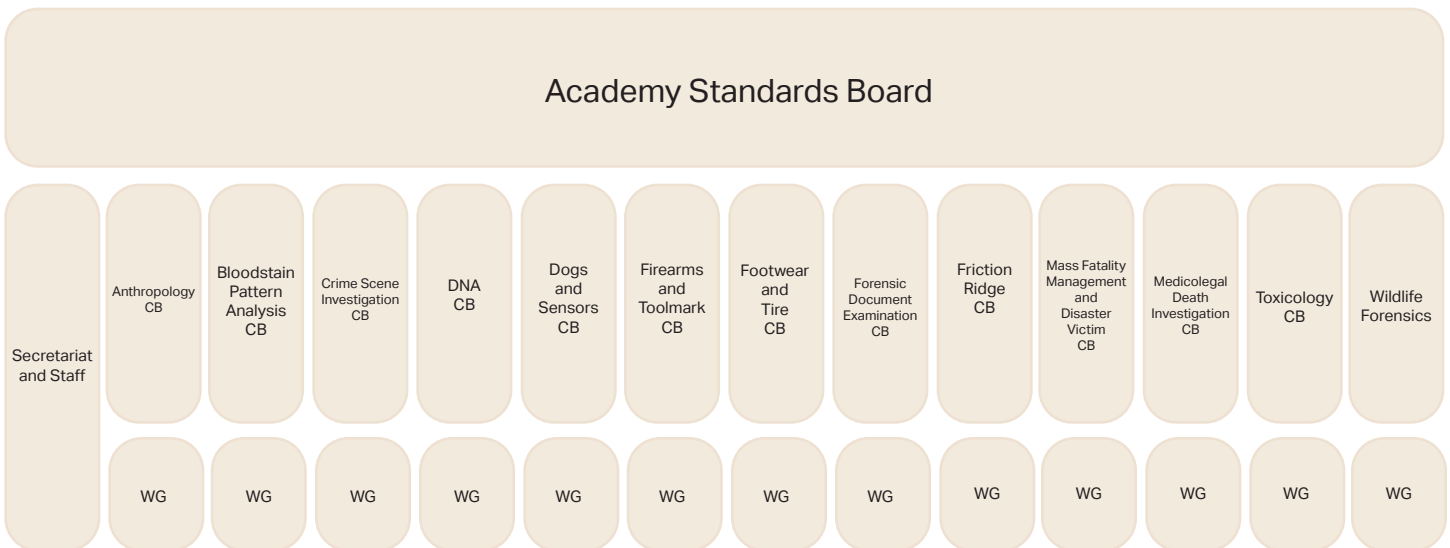 Academy Standards Board
Secretariat
and Staff
Anthropology
CB
Bloodstain
Pattern
Analysis
CB
Crime Scene
Investigation
CB
DNA
CB
Dogs
and
Sensors
CB
Firearms
and
Toolmark
CB
Footwear
and
Tire
CB
Forensic
Document
Examination
CB
Friction
Ridge
CB
Mass Fatality
Management
and
Disaster
Victim
CB
Medicolegal
Death
Investigation
CB
Toxicology
CB
Wildlife
Forensics
WG
WG
WG
WG
WG
WG
WG
WG
WG
WG
WG
WG
WG